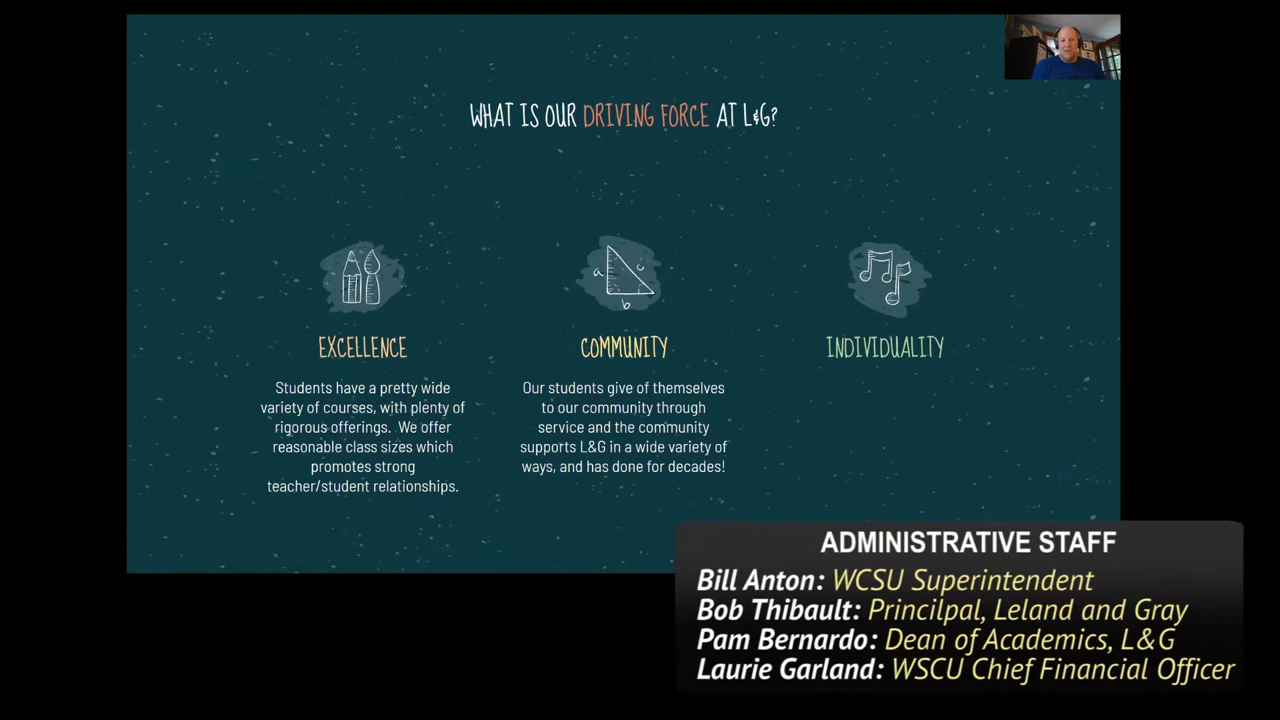 WHAT IS OUR DRIVING FORCE AT L&G?
a
c
b
EXCELLENCE
Students have a pretty wide
variety of courses, with plenty of
rigorous offerings. We offer
reasonable class sizes which
promotes strong
teacher/student relationships.
COMMUNITY
Our students give of themselves
to our community through
service and the community
supports L&G in a wide variety of
ways, and has done for decades!
INDIVIDUALITY
ADMINISTRATIVE STAFF
Bill Anton: WCSU Superintendent
Bob Thibault: Princilpal, Leland and Gray
Pam Bernardo: Dean of Academics, L&G
Laurie Garland: WSCU Chief Financial Officer